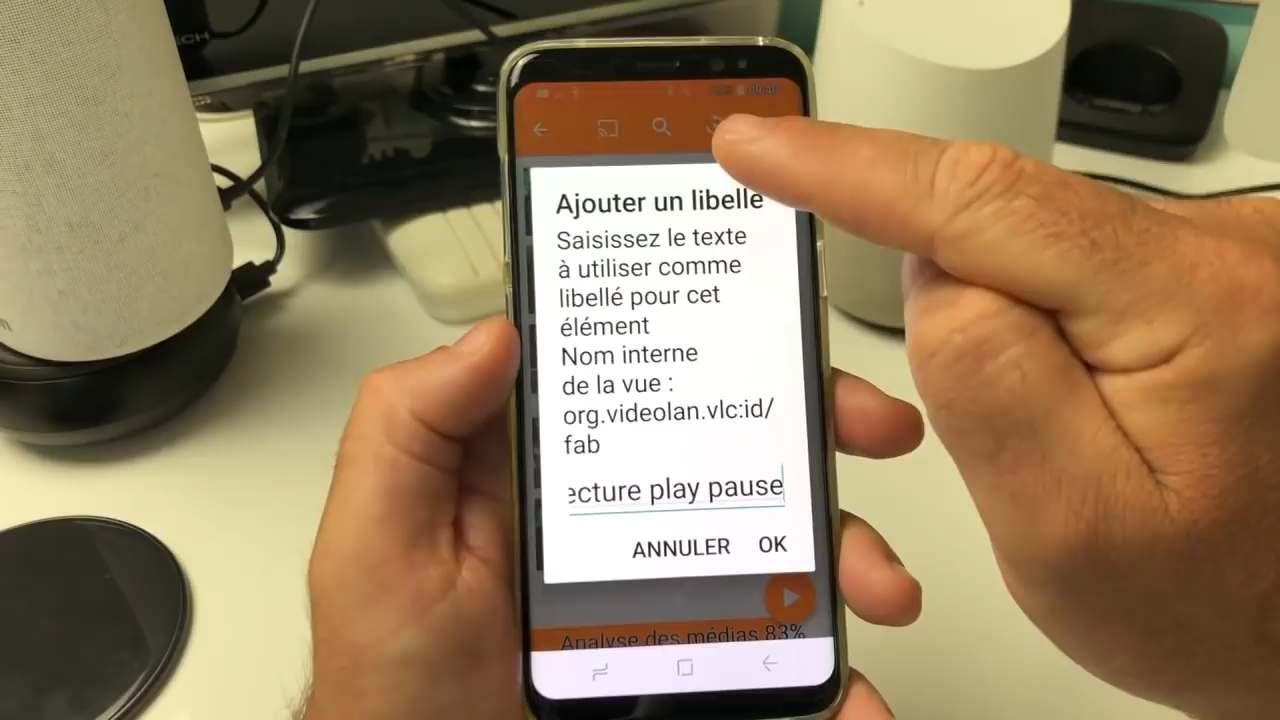 Ajouter un libellé
Saisissez le texte
à utiliser comme
libellé pour cet
élément
Nom interne
de la vue :
org.videolan.vlc:id/
fab
ecture play pause
ANNULER OK
Analyse des médias 83%